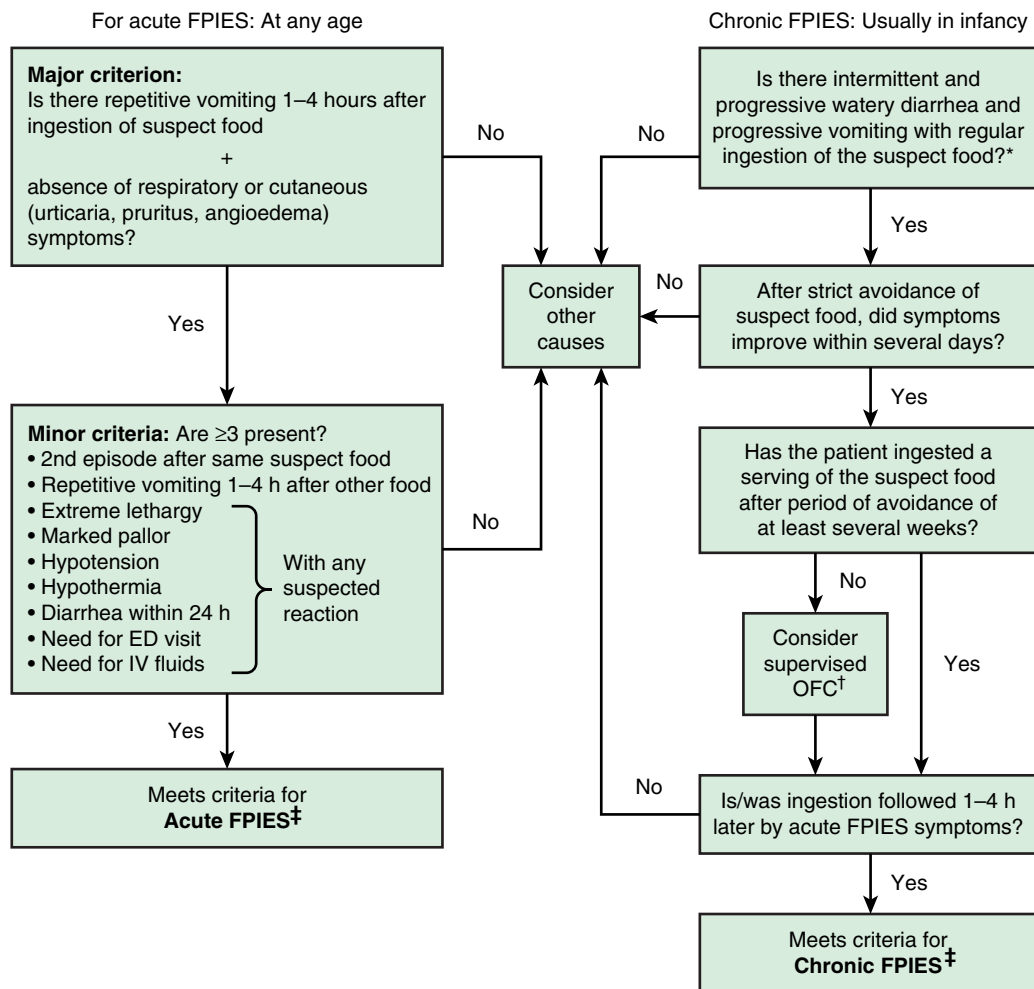 For acute FPIES: At any age
Major criterion:
Is there repetitive vomiting 1–4 hours after
ingestion of suspect food
+
absence of respiratory or cutaneous
(urticaria, pruritus, angioedema)
symptoms?
No
Yes
Minor criteria: Are ≥3 present?
• 2nd episode after same suspect food
• Repetitive vomiting 1–4 h after other food
• Extreme lethargy
• Marked pallor
• Hypotension
• Hypothermia
• Diarrhea within 24 h
• Need for ED visit
• Need for IV fluids
With any
suspected
reaction
No
Yes
Meets criteria for
Acute FPIES‡
Consider
other
causes
Chronic FPIES: Usually in infancy
Is there intermittent and
progressive watery diarrhea and
progressive vomiting with regular
ingestion of the suspect food?*
No
Yes
After strict avoidance of
suspect food, did symptoms
improve within several days?
No
Yes
Has the patient ingested a
serving of the suspect food
after period of avoidance of
at least several weeks?
No
Consider
supervised
OFC†
Yes
Is/was ingestion followed 1–4 h
later by acute FPIES symptoms?
No
Yes
Meets criteria for
Chronic FPIES‡